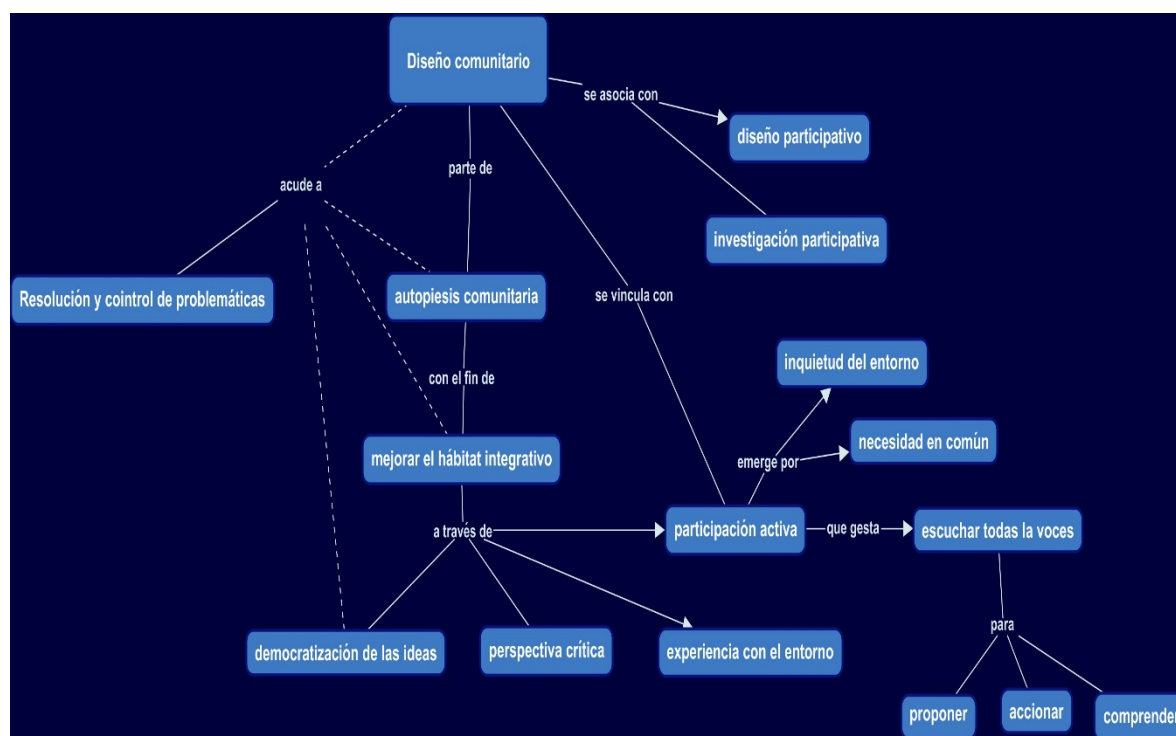 Diseño comunitario
se asocia con
diseño participativo
parte de
acude a
investigación participativa
Resolución y cointrol de problemáticas
autopiesis comunitaria
se vincula con
inquietud del entorno
con el fin de
necesidad en común
mejorar el hábitat integrativo
emerge por
a través de
participación activa
que gesta
escuchar todas la voces
para
democratización de las ideas
perspectiva crítica
experiencia con el entorno
proponer
accionar
comprender